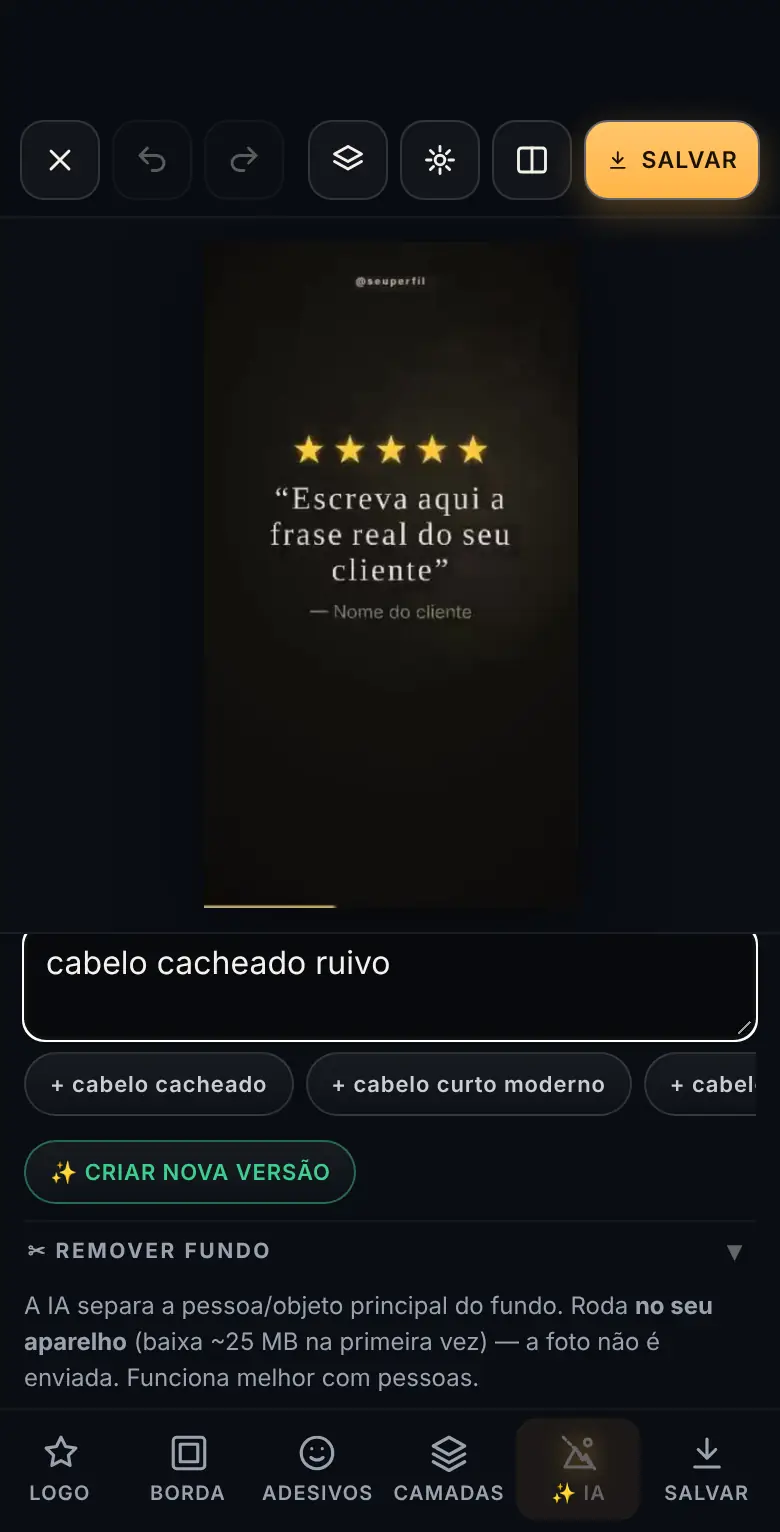 SALVAR
@seuperfil
“Escreva aqui a
frase real do seu
cliente”
— Nome do cliente
cabelo cacheado ruivo
+ cabelo cacheado
+ cabelo curto moderno
+ cabel
✨ CRIAR NOVA VERSÃO
✂ REMOVER FUNDO ▼
A IA separa a pessoa/objeto principal do fundo. Roda no seu
aparelho (baixa ~25 MB na primeira vez) — a foto não é
enviada. Funciona melhor com pessoas.
LOGO
BORDA
ADESIVOS
CAMADAS
✨ IA
SALVAR